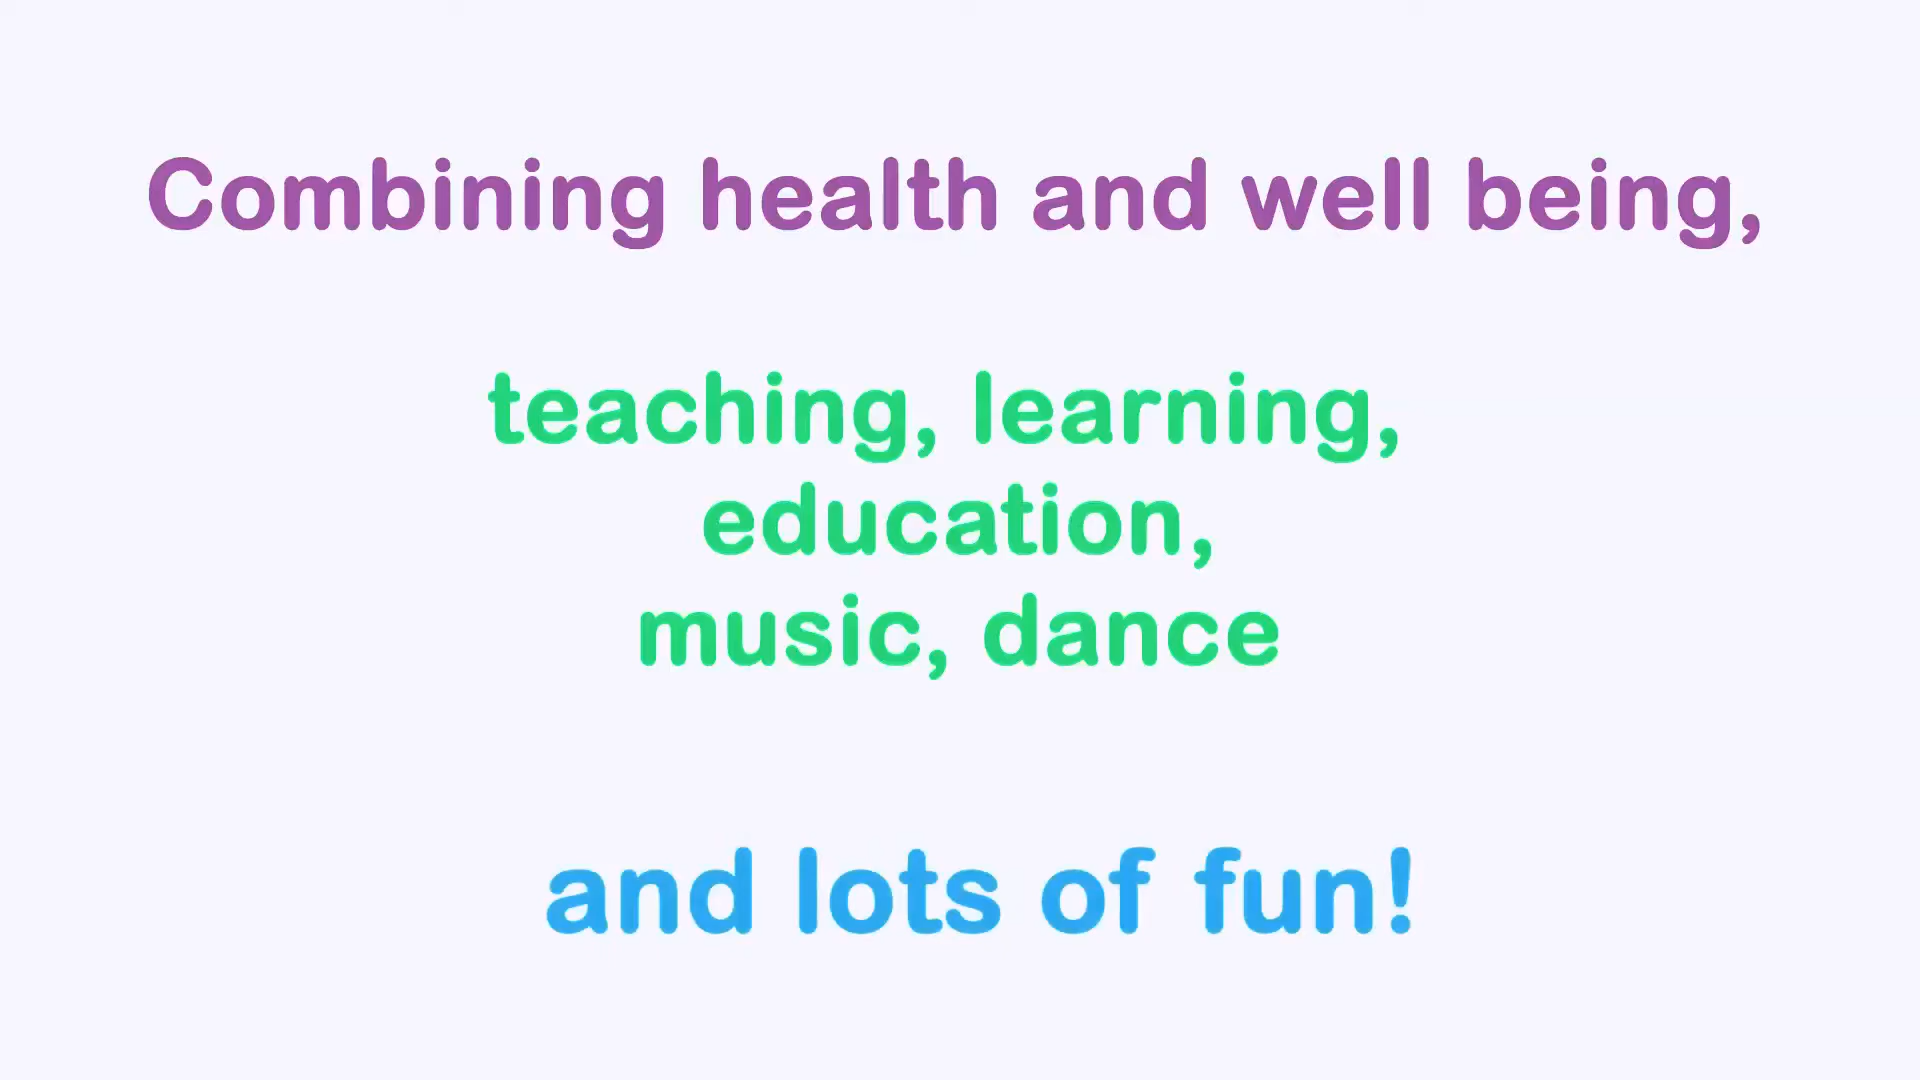 Combining health and well being,
teaching, learning,
education,
music, dance
and lots of fun!